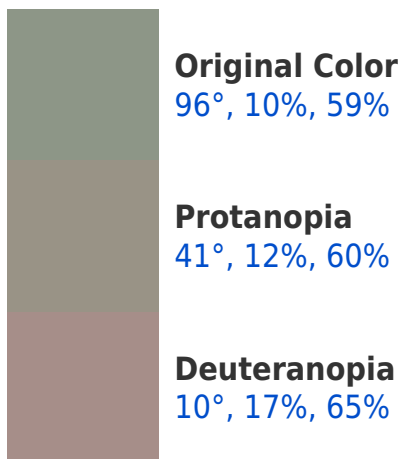 Original Color
96°, 10%, 59%
Protanopia
41°, 12%, 60%
Deuteranopia
10°, 17%, 65%